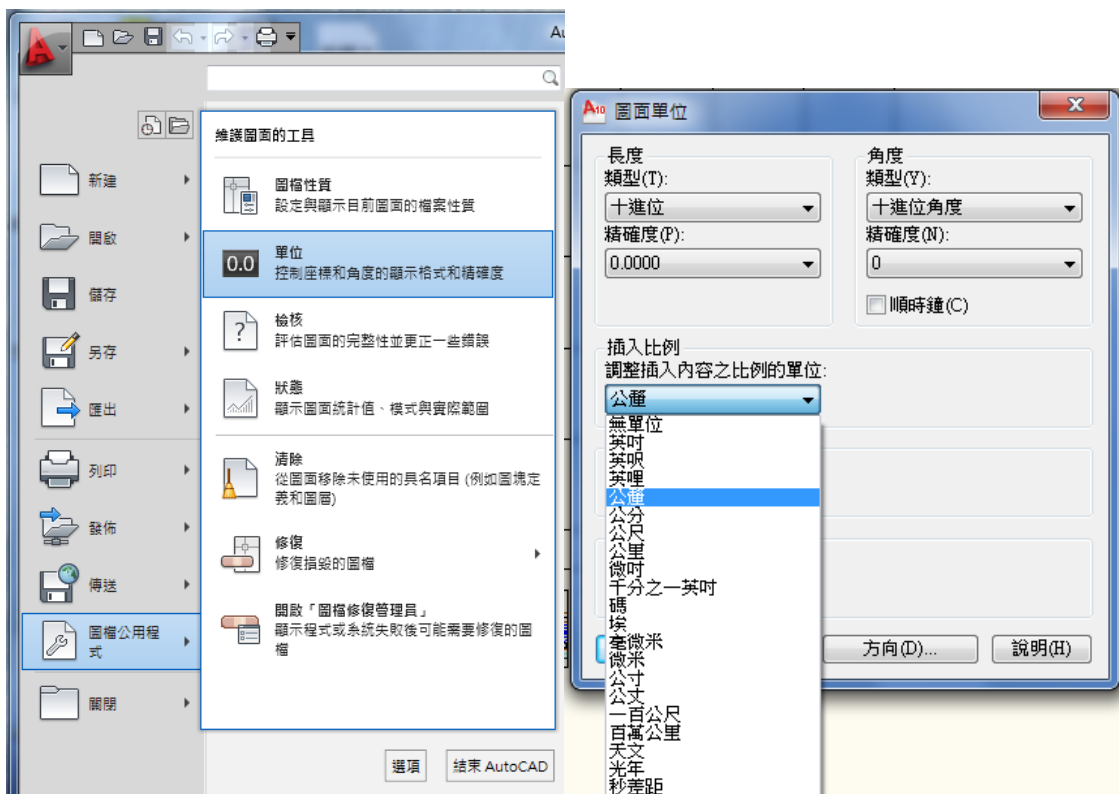 Au
維護圖面的工具
新建
開啟
儲存
另存
匯出
列印
發佈
傳送
圖檔公用程
式
關閉
圖檔性質
設定與顯示目前圖面的檔案性質
0.0
單位
控制座標和角度的顯示格式和精確度
檢核
評估圖面的完整性並更正一些錯誤
狀態
顯示圖面統計值、模式與實際範圍
清除
從圖面移除未使用的具名項目 (例如圖塊定
義和圖層)
修復
修復損毀的圖檔
開啟「圖檔修復管理員」
顯示程式或系統失敗後可能需要修復的圖
檔
選項
結束 AutoCAD
圖面單位
長度
類型(T):
十進位
精確度(P):
0.0000
角度
類型(Y):
十進位角度
精確度(N):
0
順時鐘(C)
插入比例
調整插入內容之比例的單位:
公釐
無單位
英吋
英呎
英哩
公釐
公分
公尺
公里
微吋
千分之一英吋
碼
埃
毫微米
微米
公寸
公丈
一百公尺
百萬公里
天文
光年
秒差距
方向(D)...
說明(H)